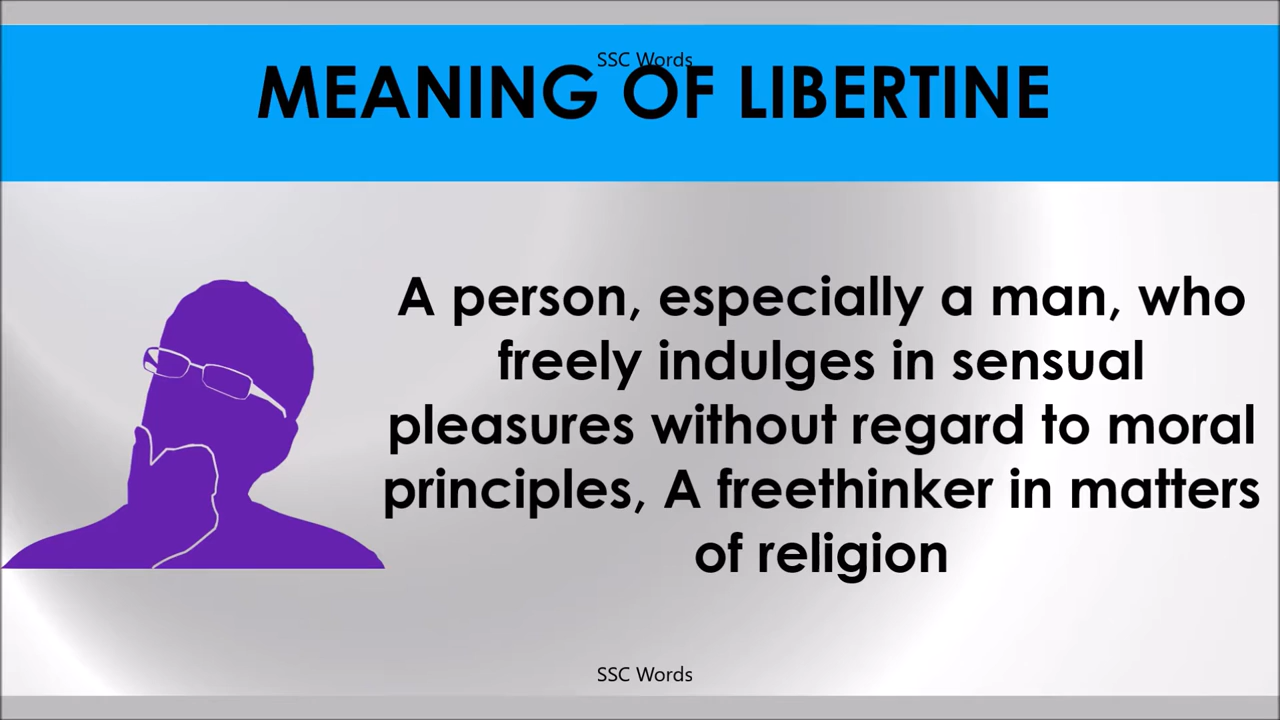 SSC Words
MEANING OF LIBERTINE
A person, especially a man, who
freely indulges in sensual
pleasures without regard to moral
principles, A freethinker in matters
of religion
SSC Words